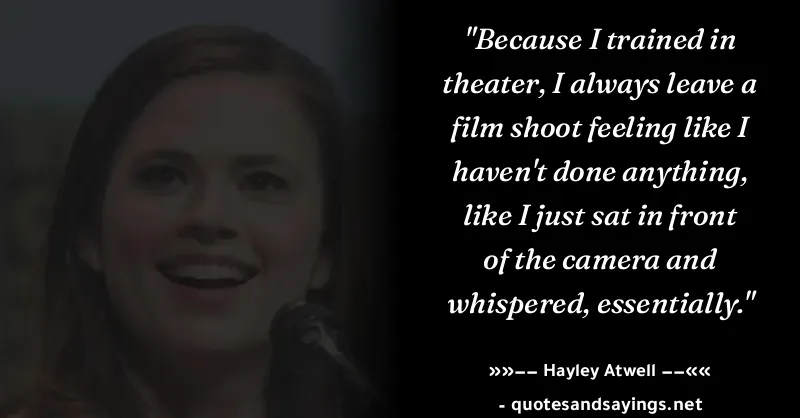 "Because I trained in
theater, I always leave a
film shoot feeling like I
haven't done anything,
like I just sat in front
of the camera and
whispered, essentially."
»»−− Hayley Atwell −−««
- quotesandsayings.net